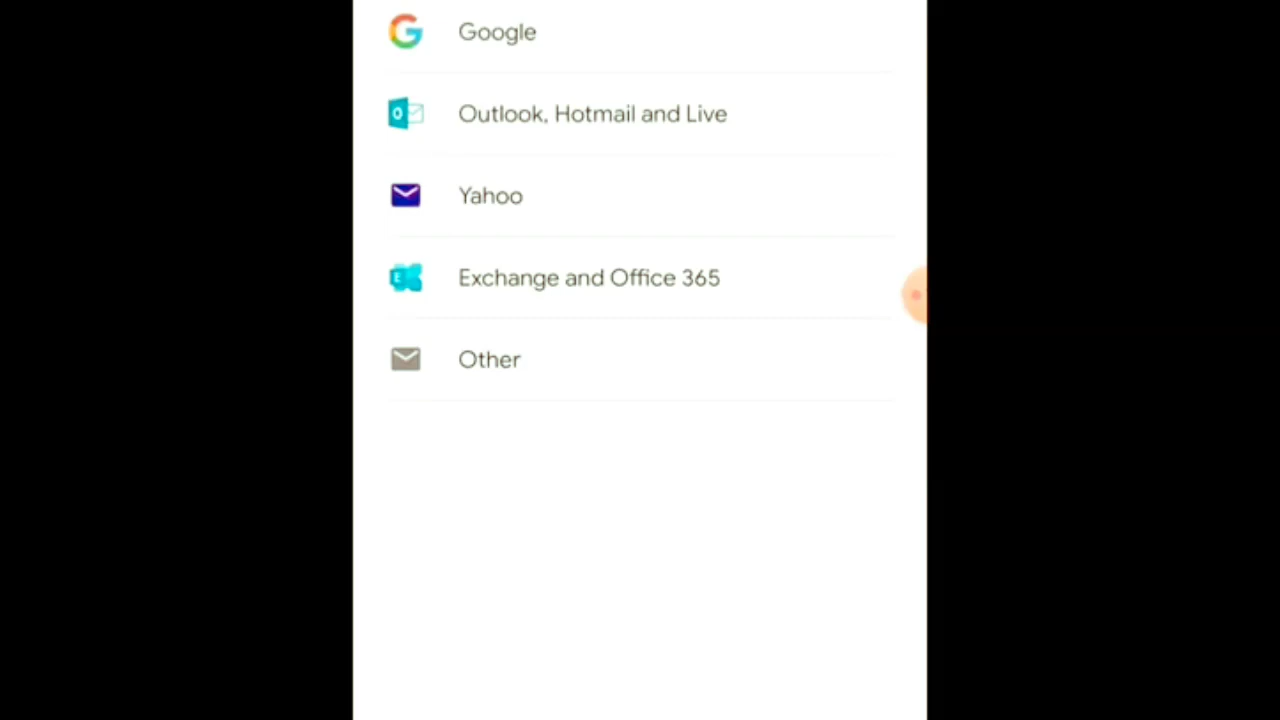 Google
Outlook, Hotmail and Live
Yahoo
Exchange and Office 365
Other